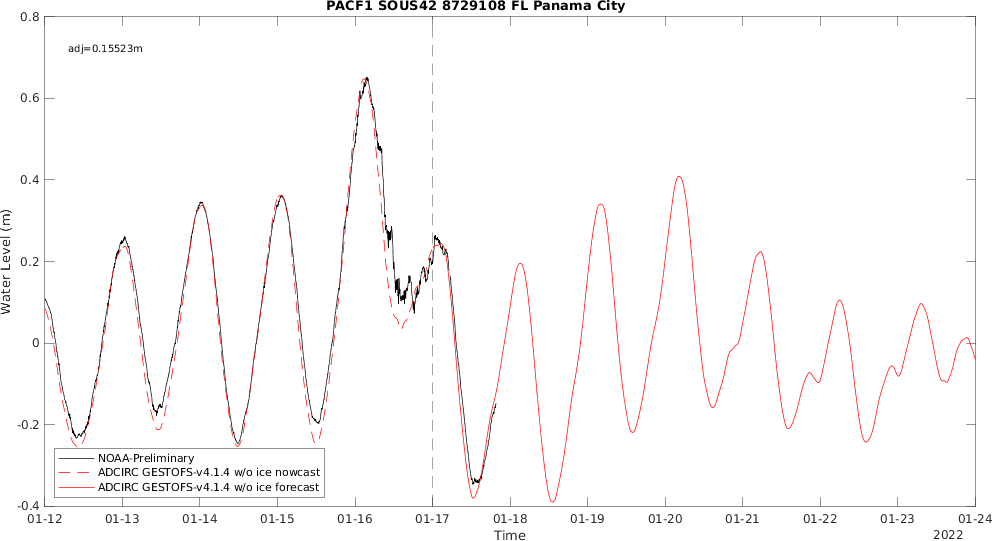 PACF1 SOUS42 8729108 FL Panama City
0.8
adj=0.15523m
0.6
0.4
0.2
0
-0.2
-0.4
Water Level (m)
NOAA-Preliminary
ADCIRC GESTOFS-v4.1.4 w/o ice nowcast
ADCIRC GESTOFS-v4.1.4 w/o ice forecast
01-12 01-13 01-14 01-15 01-16 01-17 01-18 01-19 01-20 01-21 01-22 01-23 01-24
Time
2022